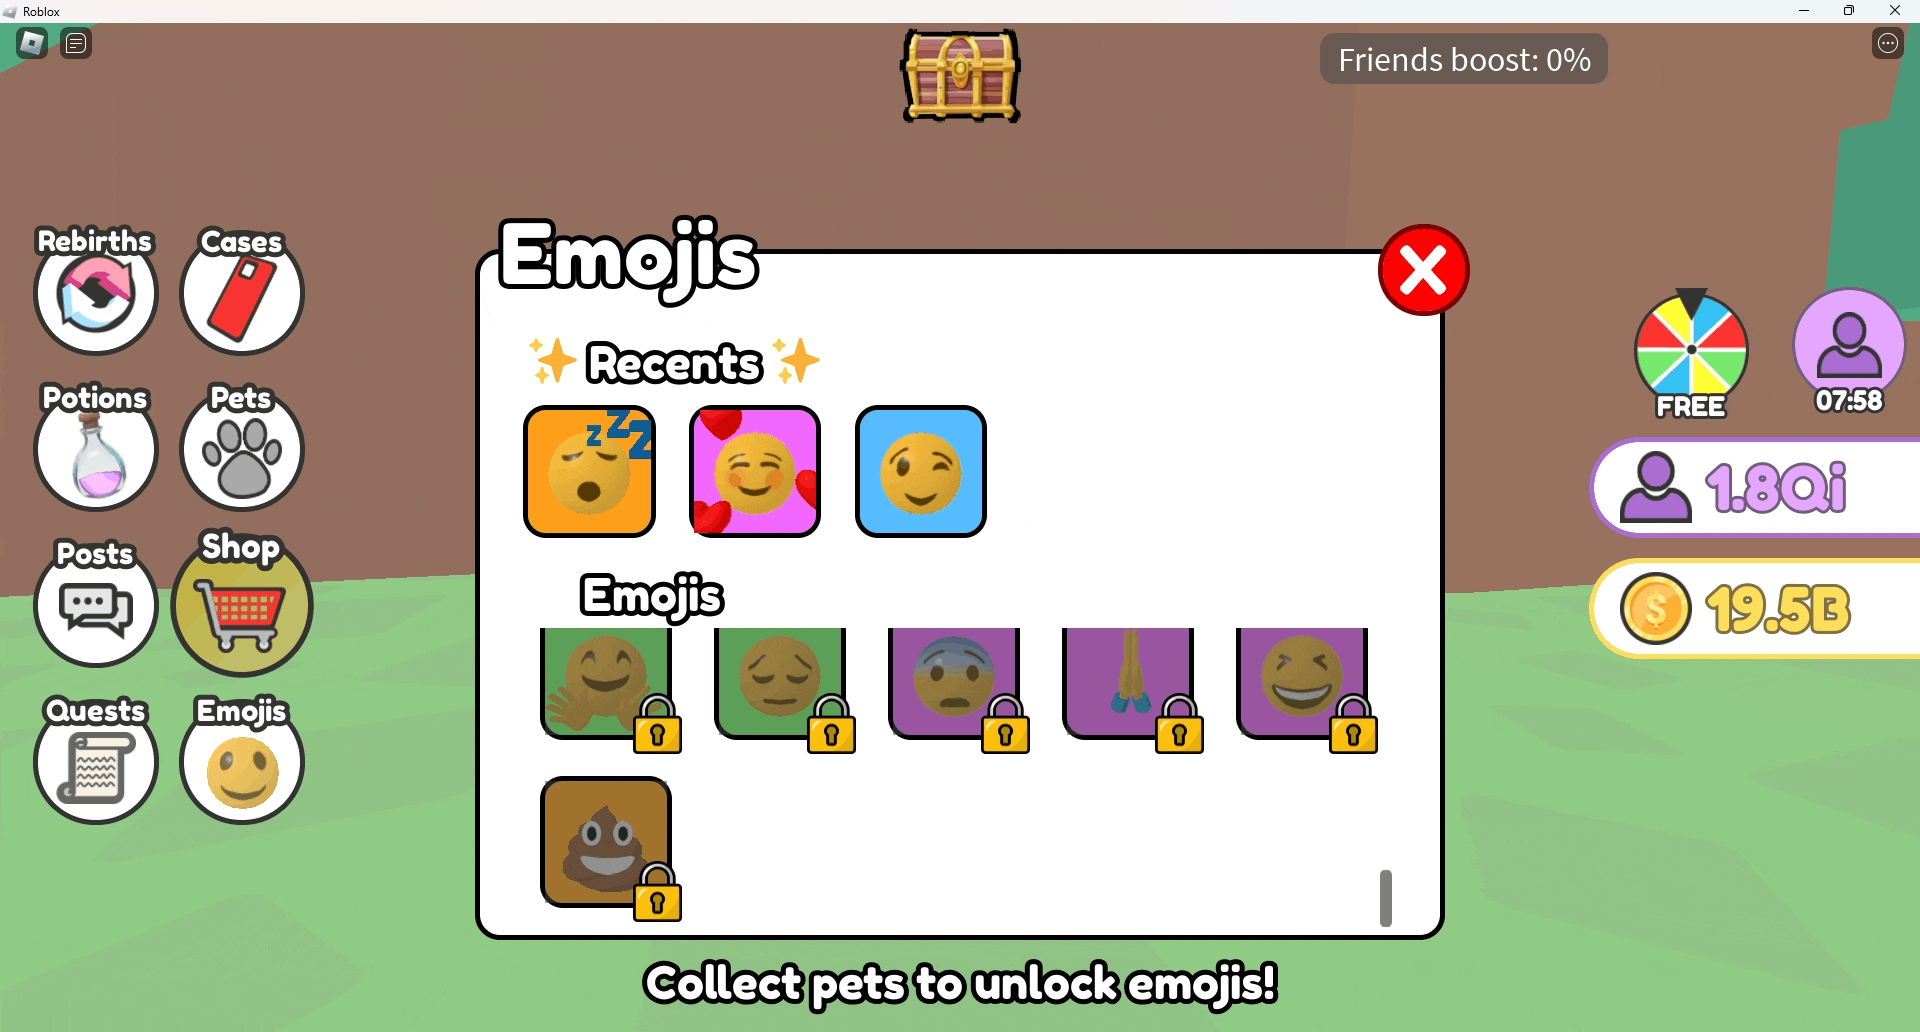 Roblox
Friends boost: 0%
Rebirths
Cases
Potions
Pets
Posts
Shop
Quests
Emojis
Emojis
Recents
Emojis
FREE
07:58
1.8Qi
19.5B
Collect pets to unlock emojis!